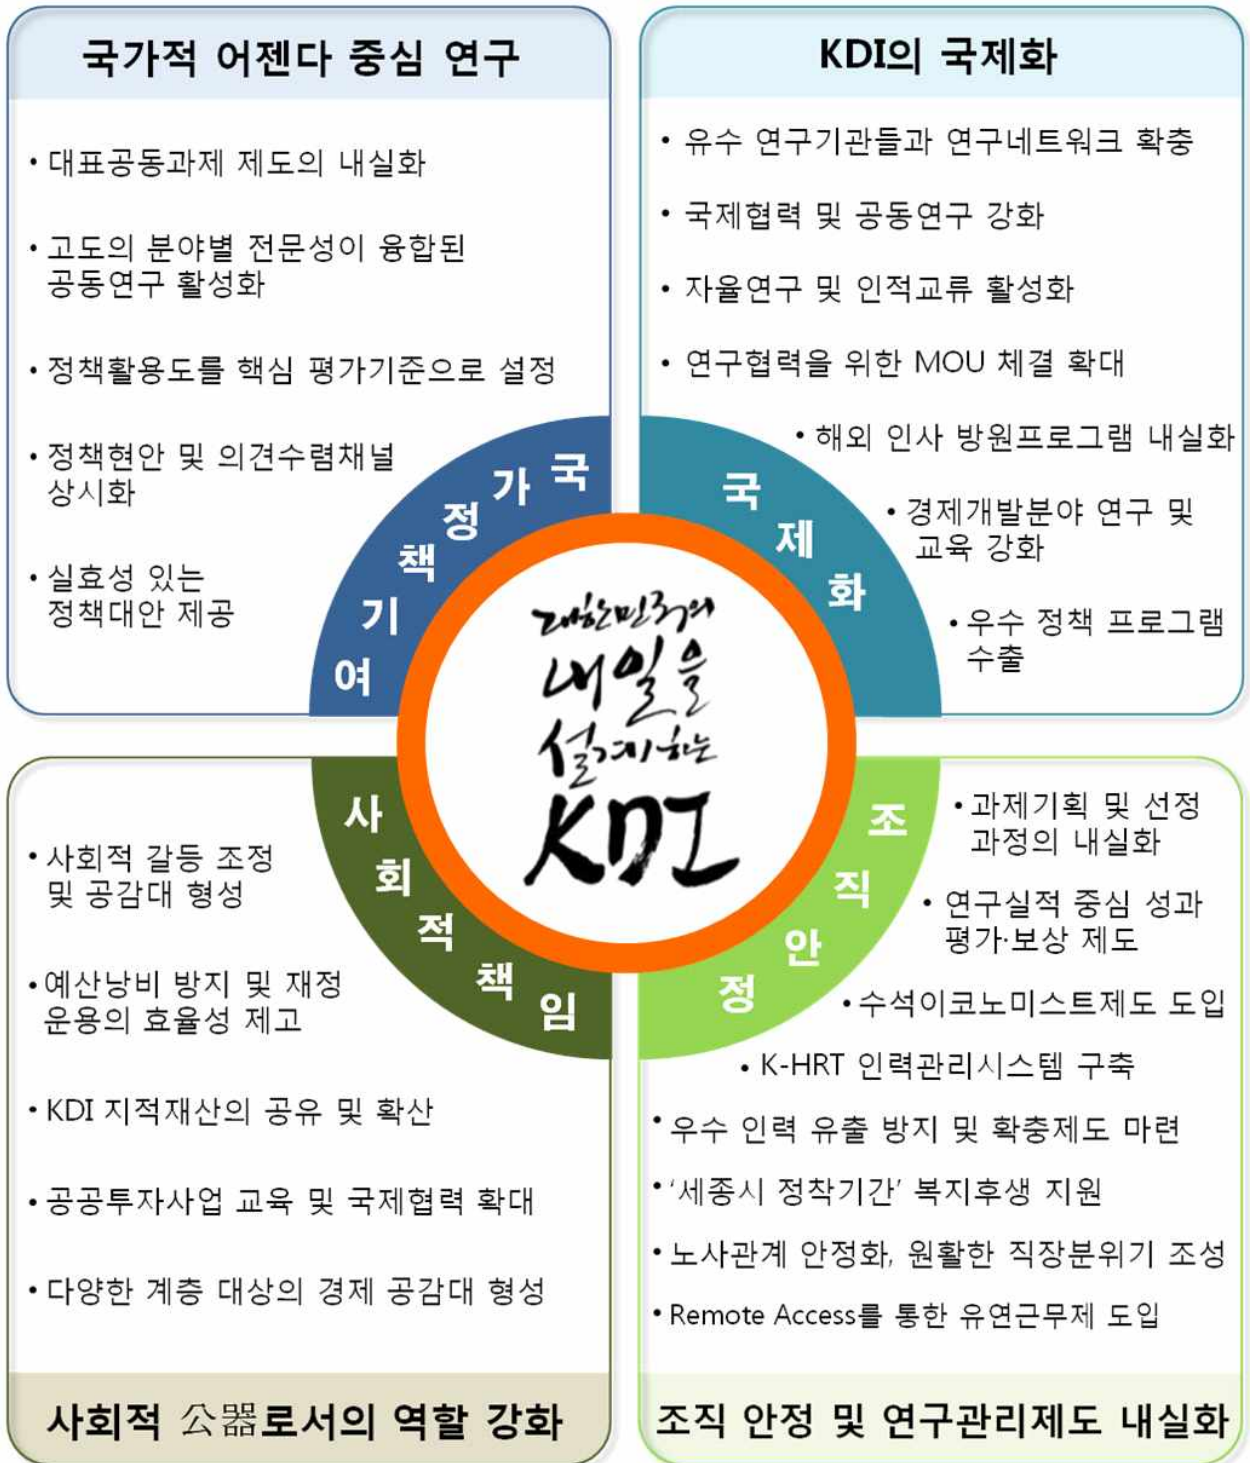 국가적 어젠다 중심 연구
• 대표공동과제 제도의 내실화
• 고도의 분야별 전문성이 융합된
공동연구 활성화
• 정책활용도를 핵심 평가기준으로 설정
• 정책현안 및 의견수렴채널
상시화
• 실효성 있는
정책대안 제공
국가정책기여
KDI의 국제화
• 유수 연구기관들과 연구네트워크 확충
• 국제협력 및 공동연구 강화
• 자율연구 및 인적교류 활성화
• 연구협력을 위한 MOU 체결 확대
• 해외 인사 방원프로그램 내실화
• 경제개발분야 연구 및
교육 강화
• 우수 정책 프로그램
수출
국제화
대한민국의
내일을
설계하는
KDI
사회적책임
• 사회적 갈등 조정
및 공감대 형성
• 예산낭비 방지 및 재정
운용의 효율성 제고
• KDI 지적재산의 공유 및 확산
• 공공투자사업 교육 및 국제협력 확대
• 다양한 계층 대상의 경제 공감대 형성
사회적 公器로서의 역할 강화
조직안정
• 과제기획 및 선정
과정의 내실화
• 연구실적 중심 성과
평가·보상 제도
• 수석이코노미스트제도 도입
• K-HRT 인력관리시스템 구축
• 우수 인력 유출 방지 및 확충제도 마련
• ‘세종시 정착기간’ 복지후생 지원
• 노사관계 안정화, 원활한 직장분위기 조성
• Remote Access를 통한 유연근무제 도입
조직 안정 및 연구관리제도 내실화